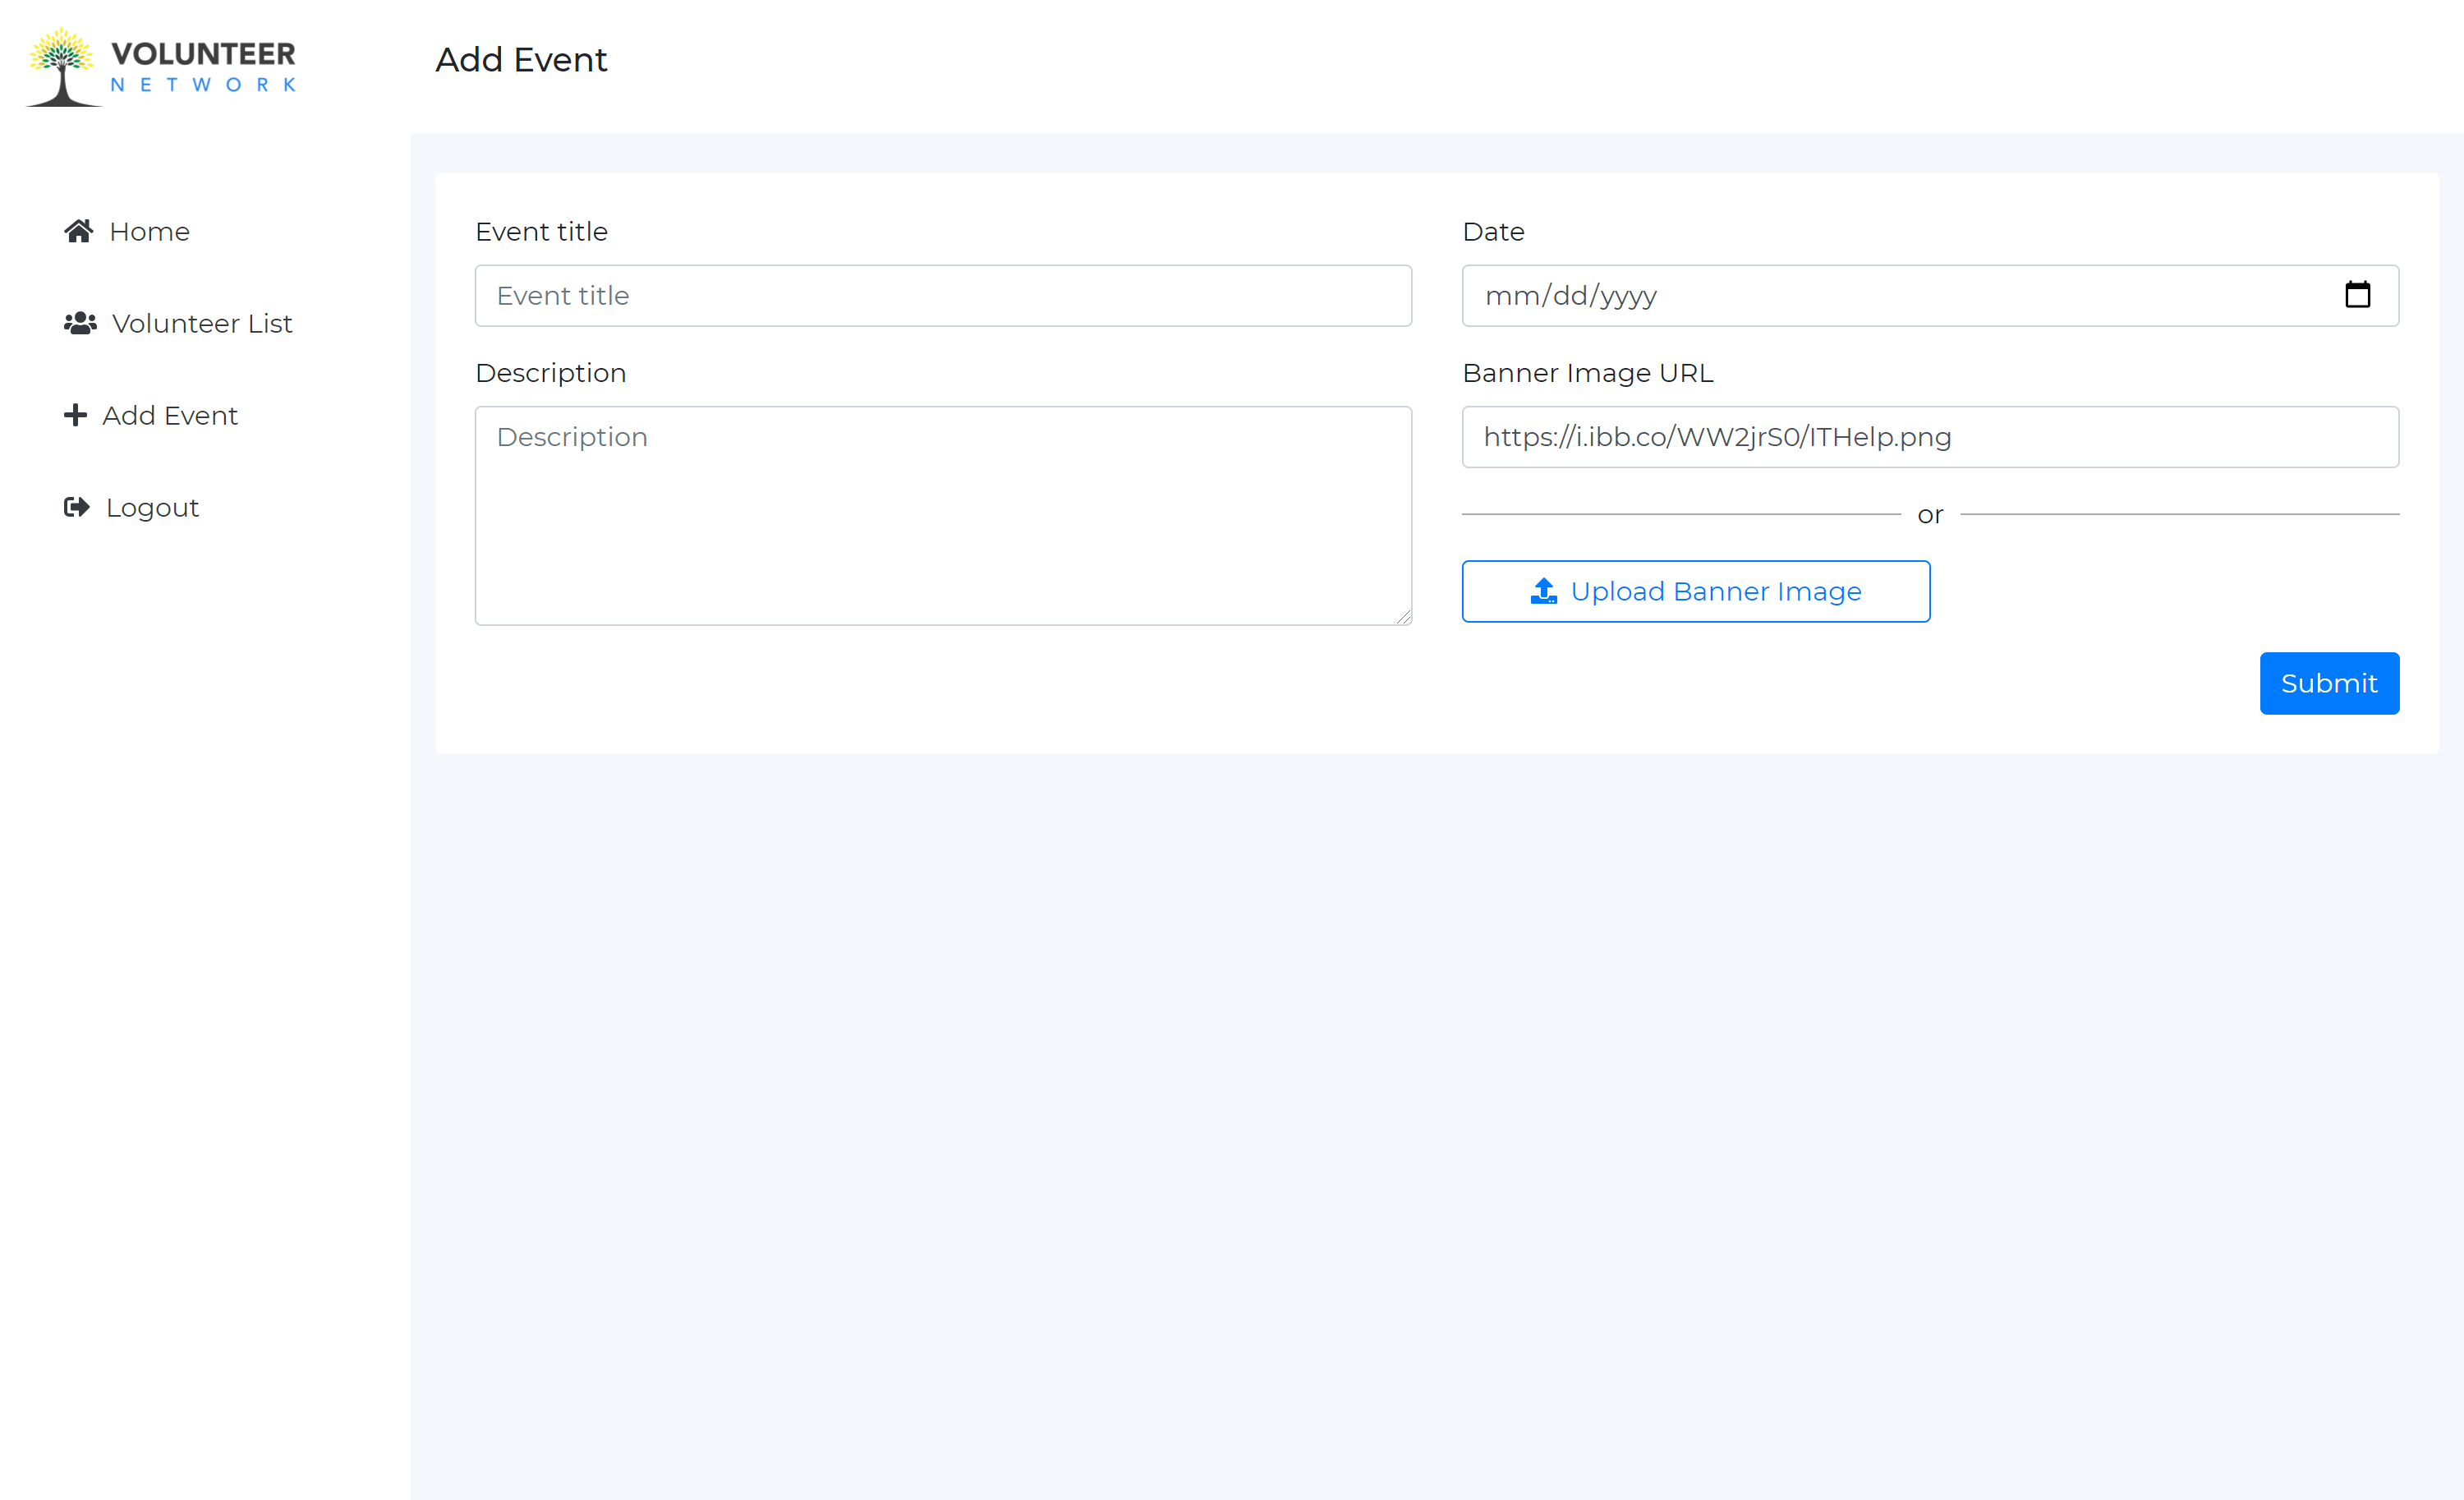 VOLUNTEER
NETWORK
Home
Volunteer List
Add Event
Logout
Add Event
Event title
Event title
Description
Description
Date
mm/dd/yyyy
Banner Image URL
https://i.ibb.co/WW2jrS0/ITHelp.png
or
Upload Banner Image
Submit